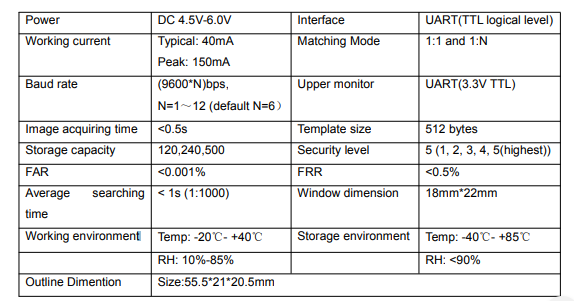 Power DC 4.5V-6.0V Interface UART(TTL logical level)
Working current Typical: 40mA Matching Mode 1:1 and 1:N
Peak: 150mA
Baud rate (9600*N)bps, Upper monitor UART(3.3V TTL)
N=1～12 (default N=6）
Image acquiring time <0.5s Template size 512 bytes
Storage capacity 120,240,500 Security level 5 (1, 2, 3, 4, 5(highest))
FAR <0.001% FRR <0.5%
Average searching < 1s (1:1000) Window dimension 18mm*22mm
time
Working environment Temp: -20℃- +40℃ Storage environment Temp: -40℃- +85℃
RH: 10%-85% RH: <90%
Outline Dimention Size:55.5*21*20.5mm